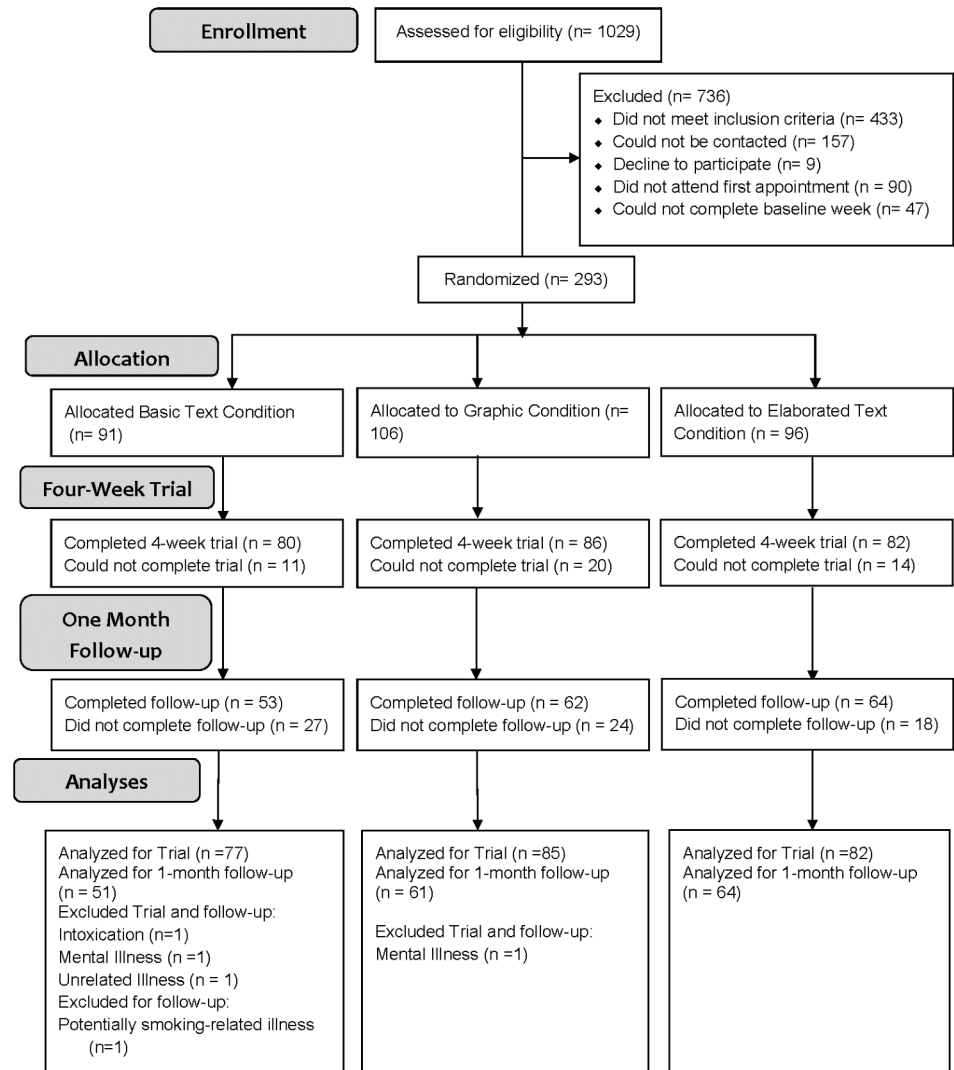 Enrollment
Assessed for eligibility (n= 1029)
Excluded (n= 736)
◆ Did not meet inclusion criteria (n= 433)
◆ Could not be contacted (n= 157)
◆ Decline to participate (n= 9)
◆ Did not attend first appointment (n = 90)
◆ Could not complete baseline week (n= 47)
Randomized (n= 293)
Allocation
Allocated Basic Text Condition
(n= 91)
Allocated to Graphic Condition (n=
106)
Allocated to Elaborated Text
Condition (n = 96)
Four-Week Trial
Completed 4-week trial (n = 80)
Could not complete trial (n = 11)
Completed 4-week trial (n = 86)
Could not complete trial (n = 20)
Completed 4-week trial (n = 82)
Could not complete trial (n = 14)
One Month
Follow-up
Completed follow-up (n = 53)
Did not complete follow-up (n = 27)
Completed follow-up (n = 62)
Did not complete follow-up (n = 24)
Completed follow-up (n = 64)
Did not complete follow-up (n = 18)
Analyses
Analyzed for Trial (n =77)
Analyzed for 1-month follow-up
(n = 51)
Excluded Trial and follow-up:
Intoxication (n=1)
Mental Illness (n =1)
Unrelated Illness (n = 1)
Excluded for follow-up:
Potentially smoking-related illness
(n=1)
Analyzed for Trial (n =85)
Analyzed for 1-month follow-up
(n = 61)
Excluded Trial and follow-up:
Mental Illness (n =1)
Analyzed for Trial (n =82)
Analyzed for 1-month follow-up
(n = 64)